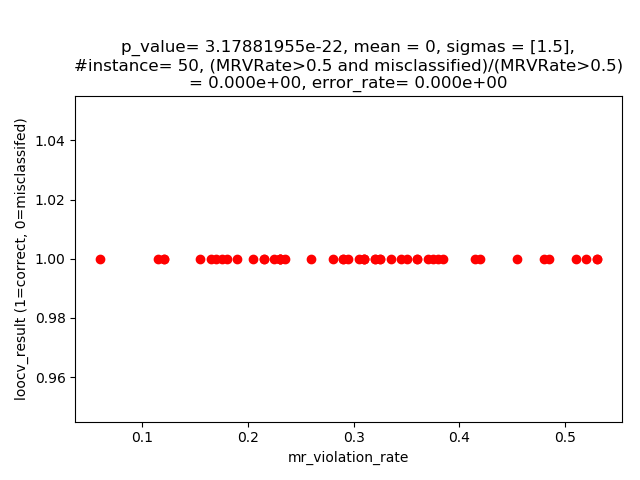 p_value= 3.17881955e-22, mean = 0, sigmas = [1.5],
#instance= 50, (MRVRate>0.5 and misclassified)/(MRVRate>0.5)
= 0.000e+00, error_rate= 0.000e+00
1.04
1.02
1.00
0.98
0.96
loocv_result (1=correct, 0=misclassifed)
0.1 0.2 0.3 0.4 0.5
mr_violation_rate